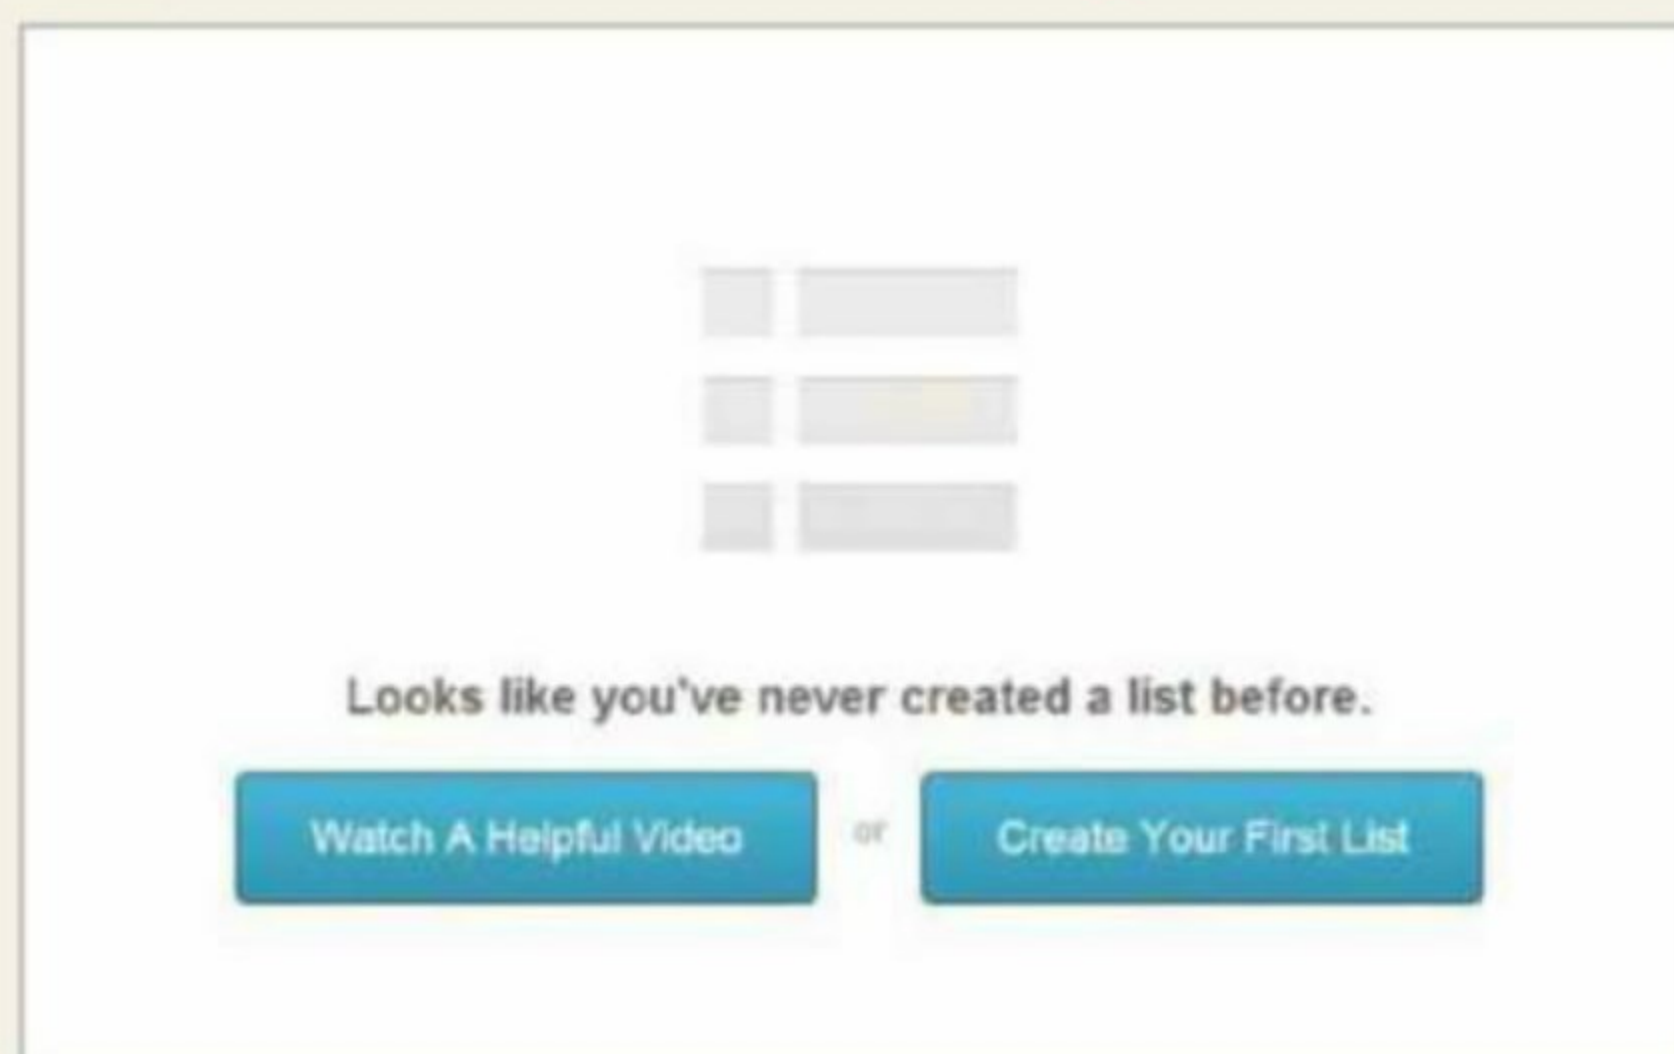 Looks like you've never created a list before.
Watch A Helpful Video or Create Your First List